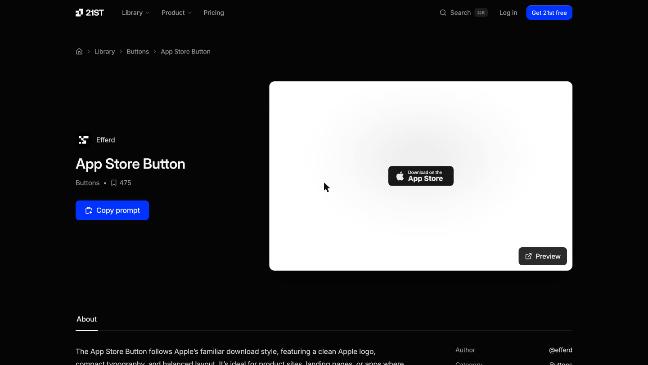 21ST
Library
Product
Pricing
Search
⌘K
Log in
Get 21st free
Library
Buttons
App Store Button
Efferd
App Store Button
Buttons • 475
Copy prompt
Download on the
App Store
Preview
About
The App Store Button follows Apple's familiar download style, featuring a clean Apple logo,
compact typography, and balanced layout. It's ideal for product sites, landing pages, or apps where
Author
@efferd
Category
Buttons